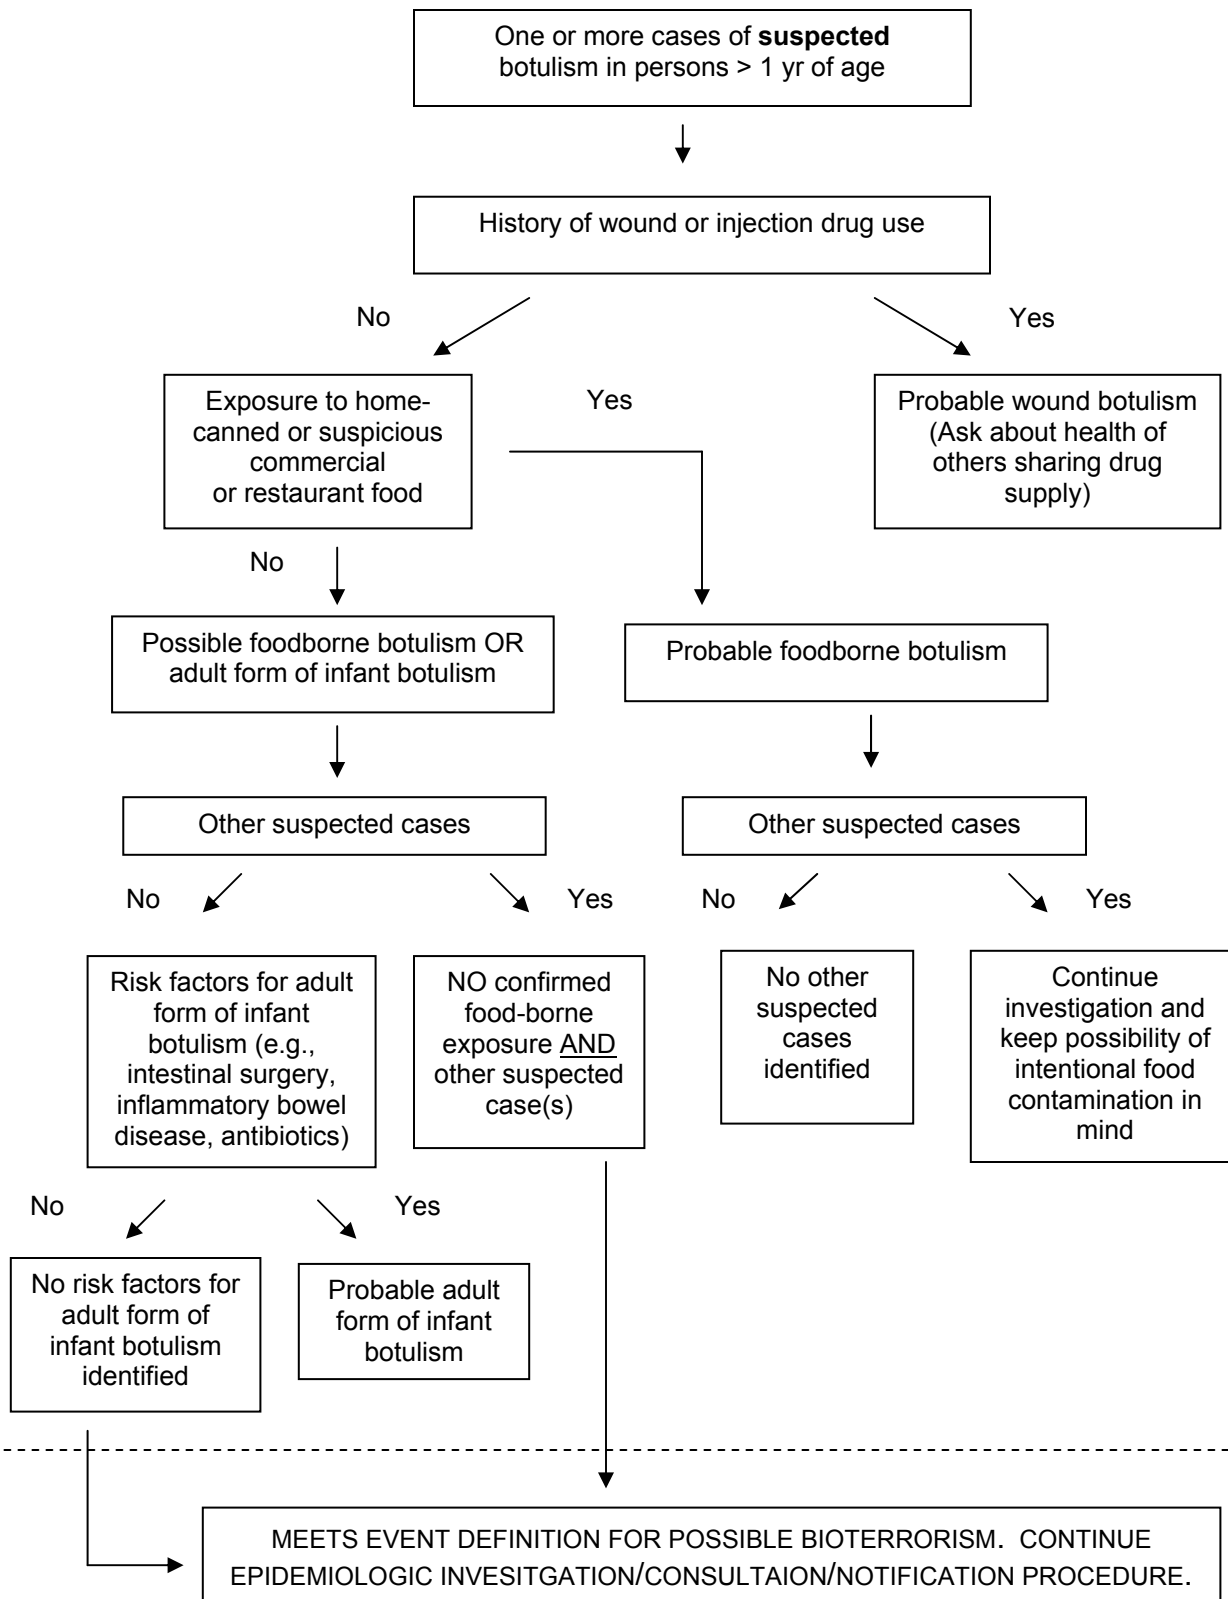 One or more cases of suspected
botulism in persons > 1 yr of age
History of wound or injection drug use
No
Yes
Exposure to home-
canned or suspicious
commercial
or restaurant food
Yes
Probable wound botulism
(Ask about health of
others sharing drug
supply)
No
Possible foodborne botulism OR
adult form of infant botulism
Probable foodborne botulism
Other suspected cases
Other suspected cases
No
Yes
No
Yes
Risk factors for adult
form of infant
botulism (e.g.,
intestinal surgery,
inflammatory bowel
disease, antibiotics)
NO confirmed
food-borne
exposure AND
other suspected
case(s)
No other
suspected
cases
identified
Continue
investigation and
keep possibility of
intentional food
contamination in
mind
No
Yes
No risk factors for
adult form of
infant botulism
identified
Probable adult
form of infant
botulism
MEETS EVENT DEFINITION FOR POSSIBLE BIOTERRORISM.  CONTINUE
EPIDEMIOLOGIC INVESITGATION/CONSULTAION/NOTIFICATION PROCEDURE.